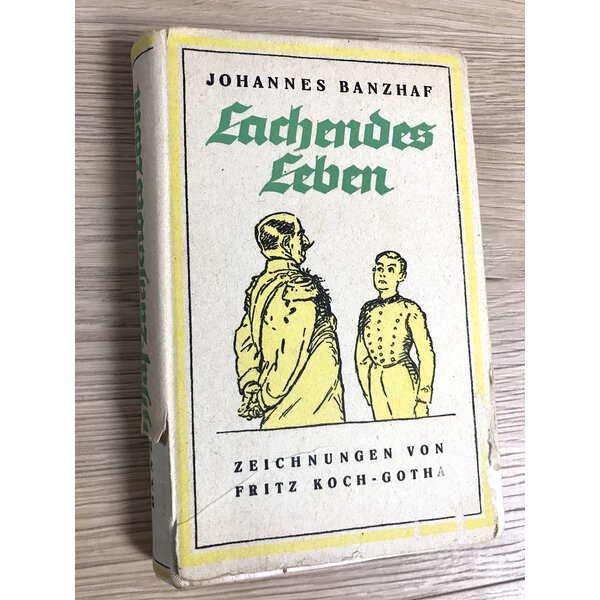 JOHANNES BANZHAF
Lachendes
Leben
ZEICHNUNGEN VON
FRITZ KOCH-GOTHA